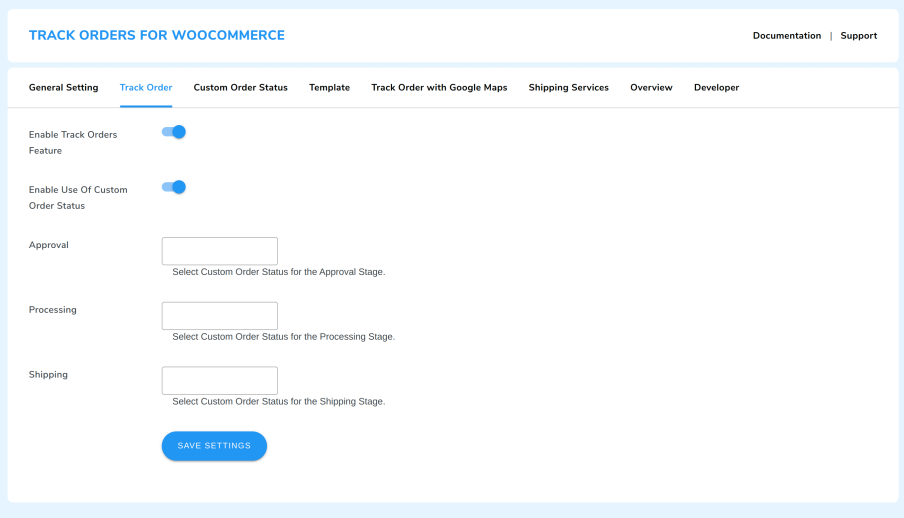 TRACK ORDERS FOR WOOCOMMERCE
Documentation | Support
General Setting Track Order Custom Order Status Template Track Order with Google Maps Shipping Services Overview Developer
Enable Track Orders
Feature
Enable Use Of Custom
Order Status
Approval
Select Custom Order Status for the Approval Stage.
Processing
Select Custom Order Status for the Processing Stage.
Shipping
Select Custom Order Status for the Shipping Stage.
SAVE SETTINGS